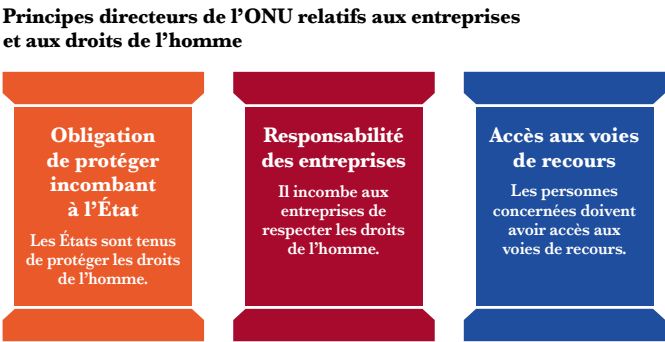 Principes directeurs de l’ONU relatifs aux entreprises
et aux droits de l’homme
Obligation
de protéger
incombant
à l’État
Les États sont tenus
de protéger les droits
de l’homme.
Responsabilité
des entreprises
Il incombe aux
entreprises de
respecter les droits
de l’homme.
Accès aux voies
de recours
Les personnes
concernées doivent
avoir accès aux
voies de recours.